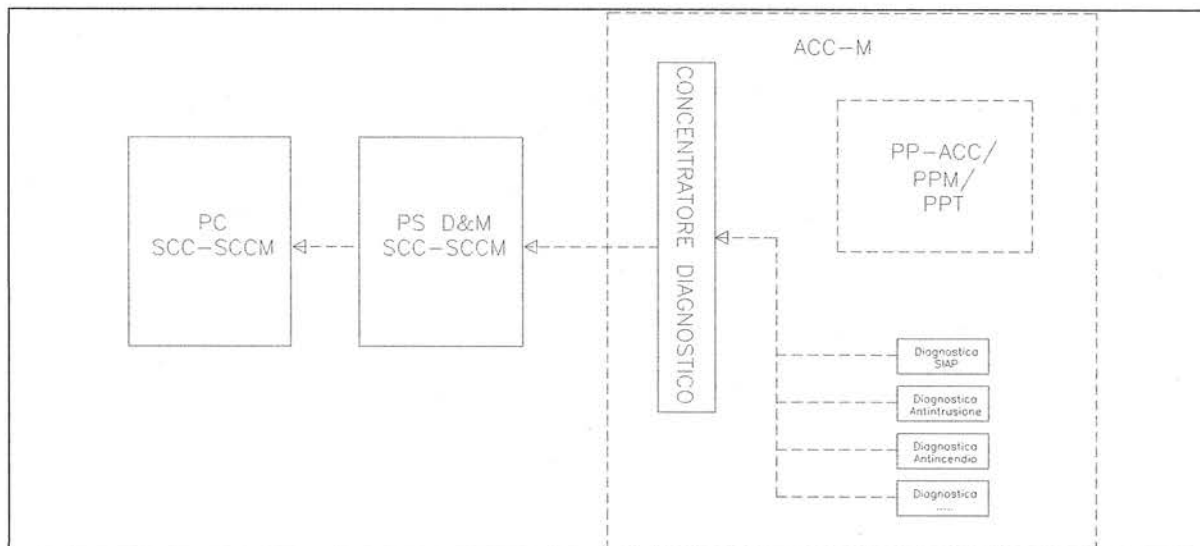 ACC-M
CONCENTRATORE DIAGNOSTICO
PP-ACC/
PPM/
PPT
PC
SCC-SCCM
PS D&M
SCC-SCCM
Diagnostica
SIAP
Diagnostica
Antintrusione
Diagnostica
Antincendio
Diagnostica
.....